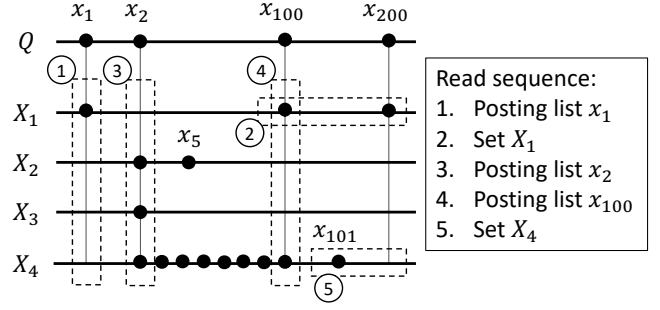 x₁ x₂ x₁₀₀ x₂₀₀
Q
1 3 4
X₁
2
x₅
X₂
X₃
x₁₀₁
X₄
5
Read sequence:
1. Posting list x₁
2. Set X₁
3. Posting list x₂
4. Posting list x₁₀₀
5. Set X₄